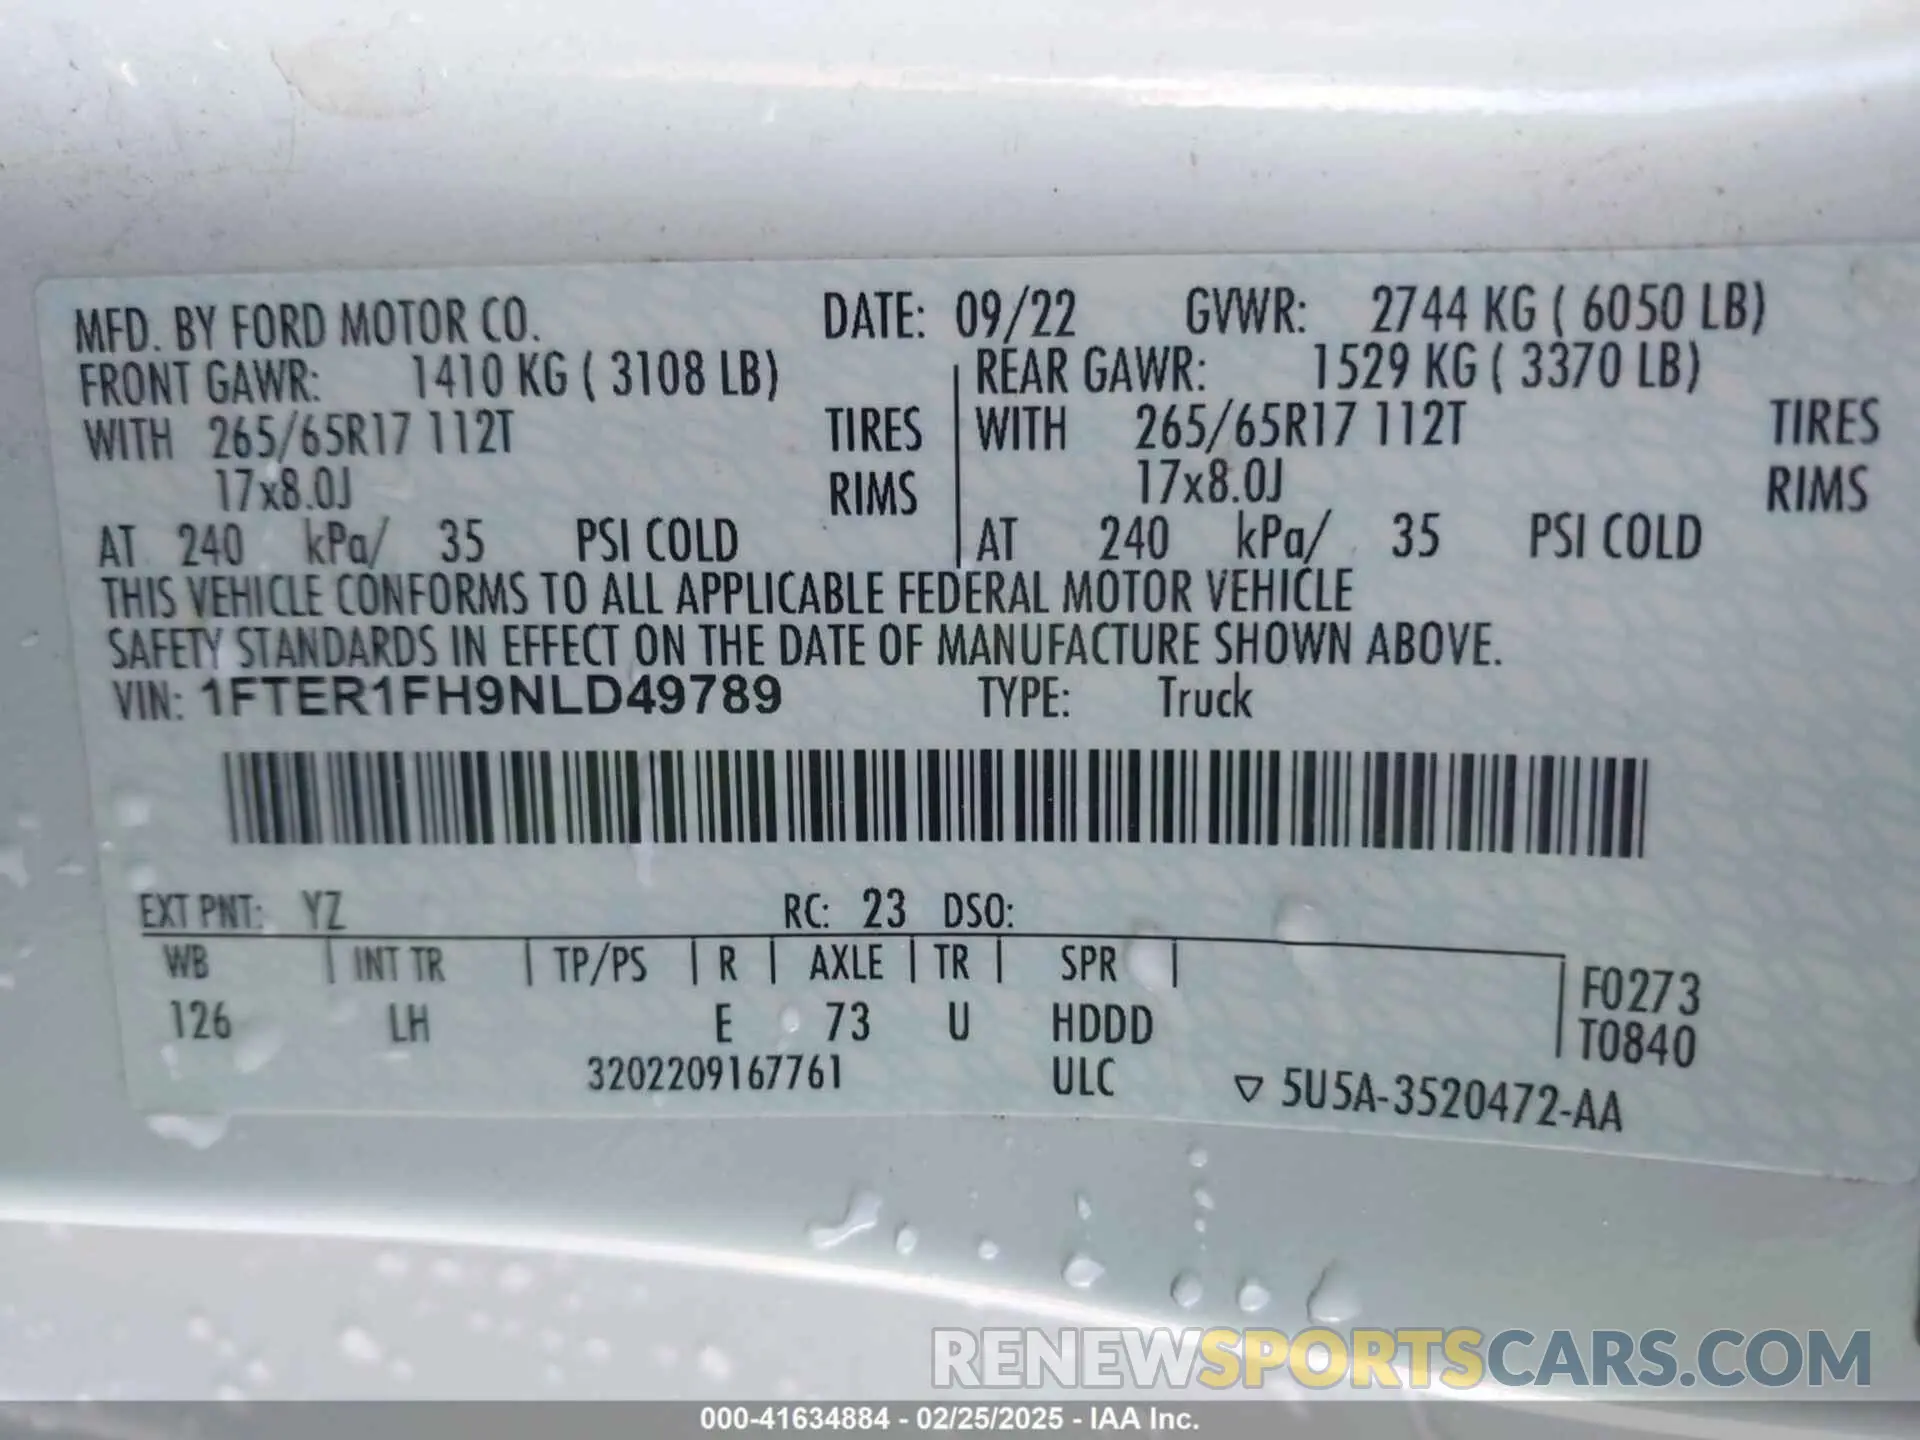 MFD. BY FORD MOTOR CO. DATE: 09/22 GVWR: 2744 KG ( 6050 LB)
FRONT GAWR: 1410 KG ( 3108 LB) REAR GAWR: 1529 KG ( 3370 LB)
WITH 265/65R17 112T TIRES WITH 265/65R17 112T TIRES
17x8.0J RIMS 17x8.0J RIMS
AT 240 kPa/ 35 PSI COLD AT 240 kPa/ 35 PSI COLD
THIS VEHICLE CONFORMS TO ALL APPLICABLE FEDERAL MOTOR VEHICLE
SAFETY STANDARDS IN EFFECT ON THE DATE OF MANUFACTURE SHOWN ABOVE.
VIN: 1FTER1FH9NLD49789 TYPE: Truck
EXT PNT: YZ RC: 23 DSO:
WB INT TR TP/PS R AXLE TR SPR F0273
126 LH E 73 U HDDD T0840
3202209167761 ULC ▽ 5U5A-3520472-AA
RENEWSPORTSCARS.COM
000-41634884 - 02/25/2025 - IAA Inc.